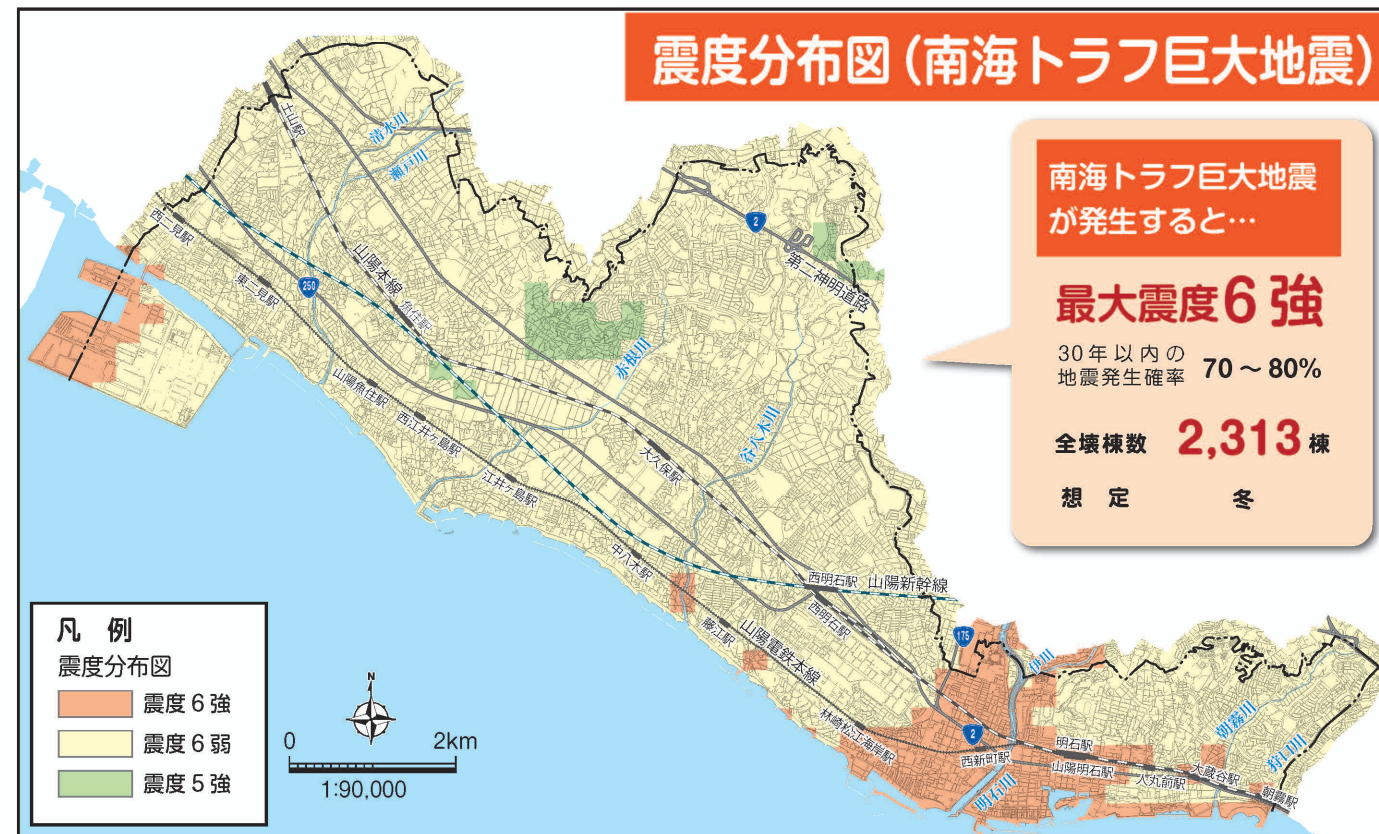 震度分布図（南海トラフ巨大地震）
南海トラフ巨大地震
が発生すると…
最大震度6強
30年以内の
地震発生確率 70～80%
全壊棟数 2,313棟
想定 冬
土山駅
清水川
瀬戸川
西二見駅
東二見駅
250
山陽本線
魚住駅
山陽魚住駅
西江井ヶ島駅
江井ヶ島駅
赤根川
2
第二神明道路
谷八木川
大久保駅
中八木駅
藤江駅
山陽電鉄本線
西明石駅
山陽新幹線
西明石駅
林崎松江海岸駅
175
伊川
2
西新町駅
明石川
明石駅
山陽明石駅
人丸前駅
大蔵谷駅
朝霧川
狩口川
朝霧駅
凡例
震度分布図
震度6強
震度6弱
震度5強
N
0 2km
1:90,000